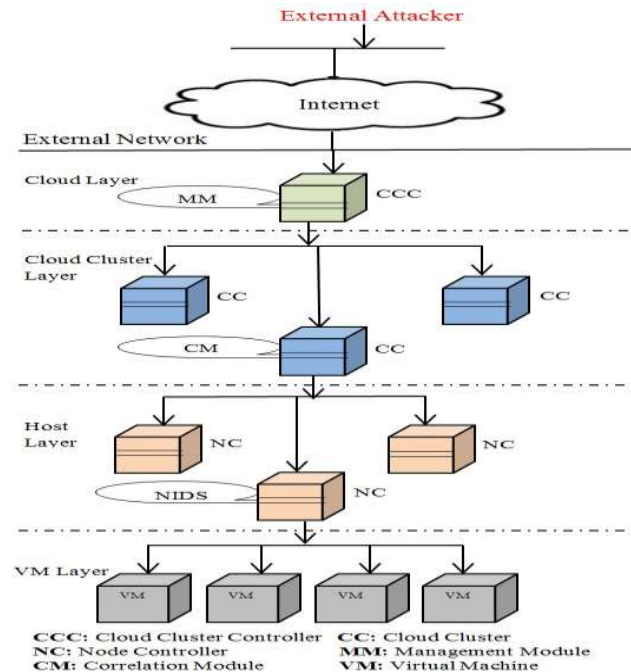 External Attacker
Internet
External Network
Cloud Layer
MM
CCC
Cloud Cluster
Layer
CC
CC
CM
CC
Host
Layer
NC
NC
NIDS
NC
VM Layer
VM VM VM VM
CCC: Cloud Cluster Controller CC: Cloud Cluster
NC: Node Controller MM: Management Module
CM: Correlation Module VM: Virtual Machine